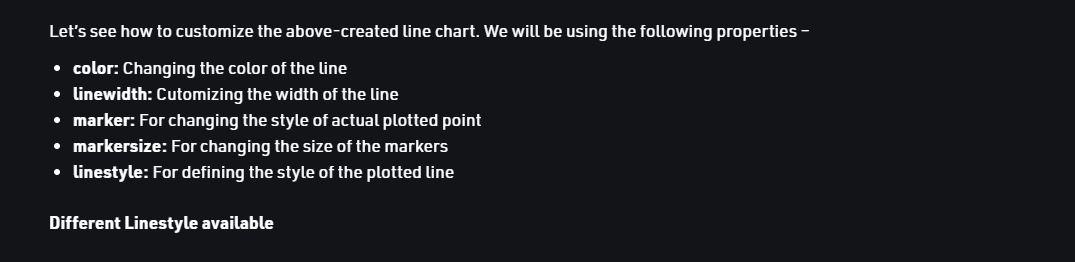 Let's see how to customize the above-created line chart. We will be using the following properties –
• color: Changing the color of the line
• linewidth: Cutomizing the width of the line
• marker: For changing the style of actual plotted point
• markersize: For changing the size of the markers
• linestyle: For defining the style of the plotted line
Different Linestyle available